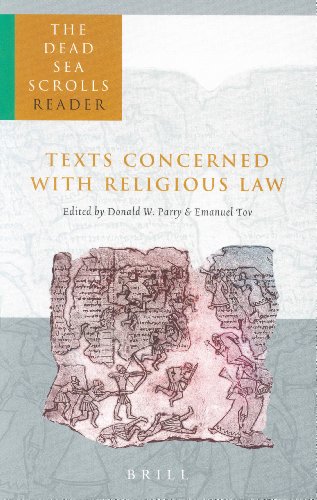 THE
DEAD
SEA
SCROLLS
READER
TEXTS CONCERNED
WITH RELIGIOUS LAW
Edited by Donald W. Parry & Emanuel Tov
BRILL